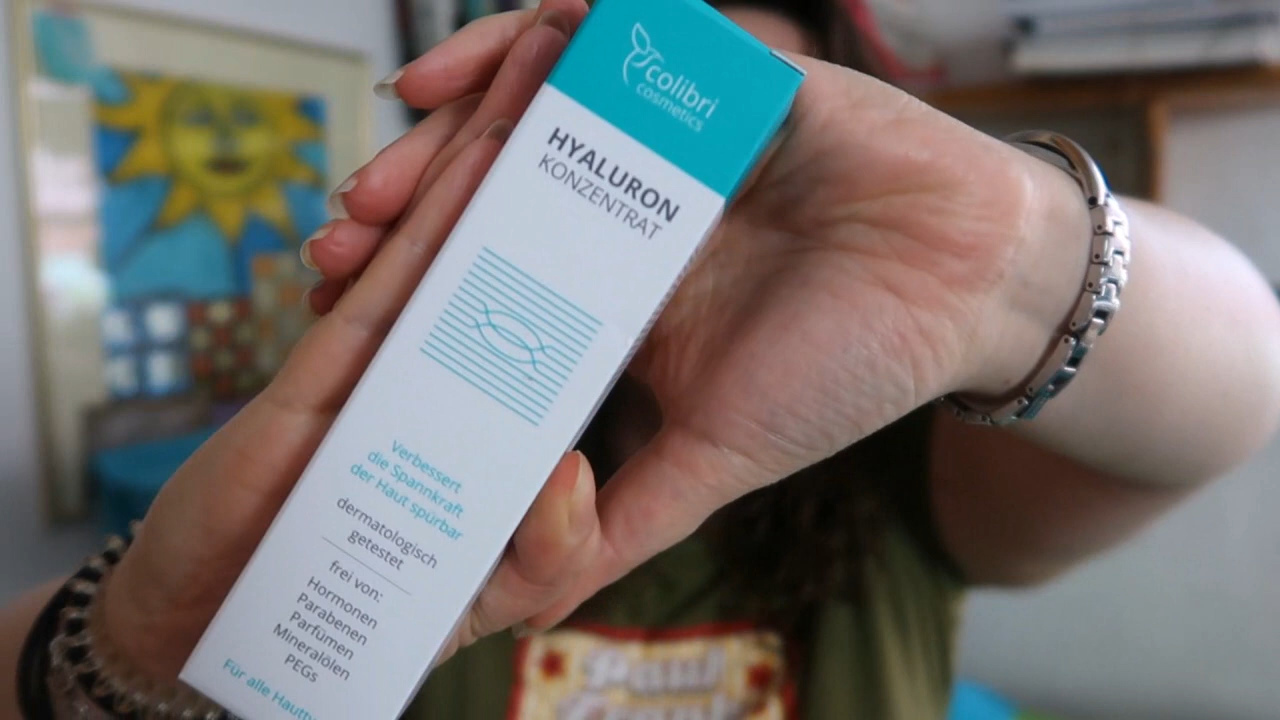 colibri
cosmetics
HYALURON
KONZENTRAT
Verbessert
die Spannkraft
der Haut spürbar
dermatologisch
getestet
frei von:
Hormonen
Parabenen
Parfümen
Mineralölen
PEGs
Für alle
Paul